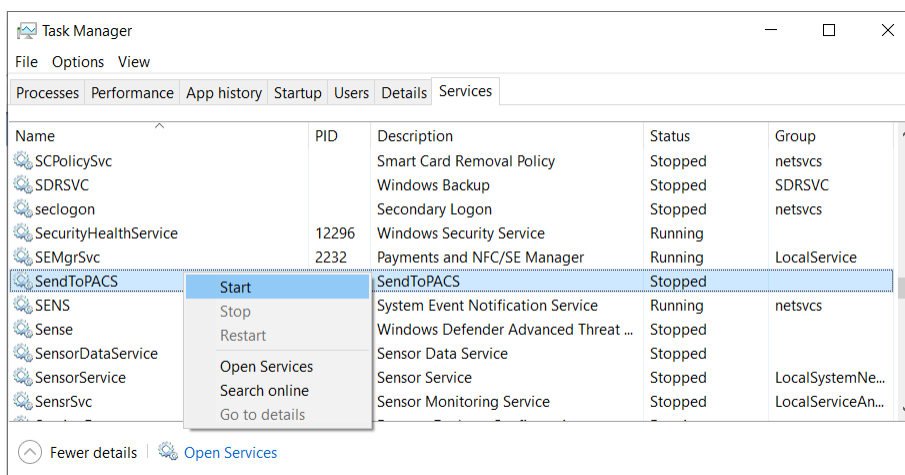 Task Manager
File Options View
Processes Performance App history Startup Users Details Services
Name PID Description Status Group
SCPolicySvc Smart Card Removal Policy Stopped netsvcs
SDRSVC Windows Backup Stopped SDRSVC
seclogon Secondary Logon Stopped netsvcs
SecurityHealthService 12296 Windows Security Service Running
SEMgrSvc 2232 Payments and NFC/SE Manager Running LocalService
SendToPACS SendToPACS Stopped
Start
SENS System Event Notification Service Running netsvcs
Stop
Sense Windows Defender Advanced Threat ... Stopped
Restart
SensorDataService Sensor Data Service Stopped
Open Services
SensorService Sensor Service Stopped LocalSystemNe...
Search online
SensrSvc Sensor Monitoring Service Stopped LocalServiceAn...
Go to details
Fewer details Open Services